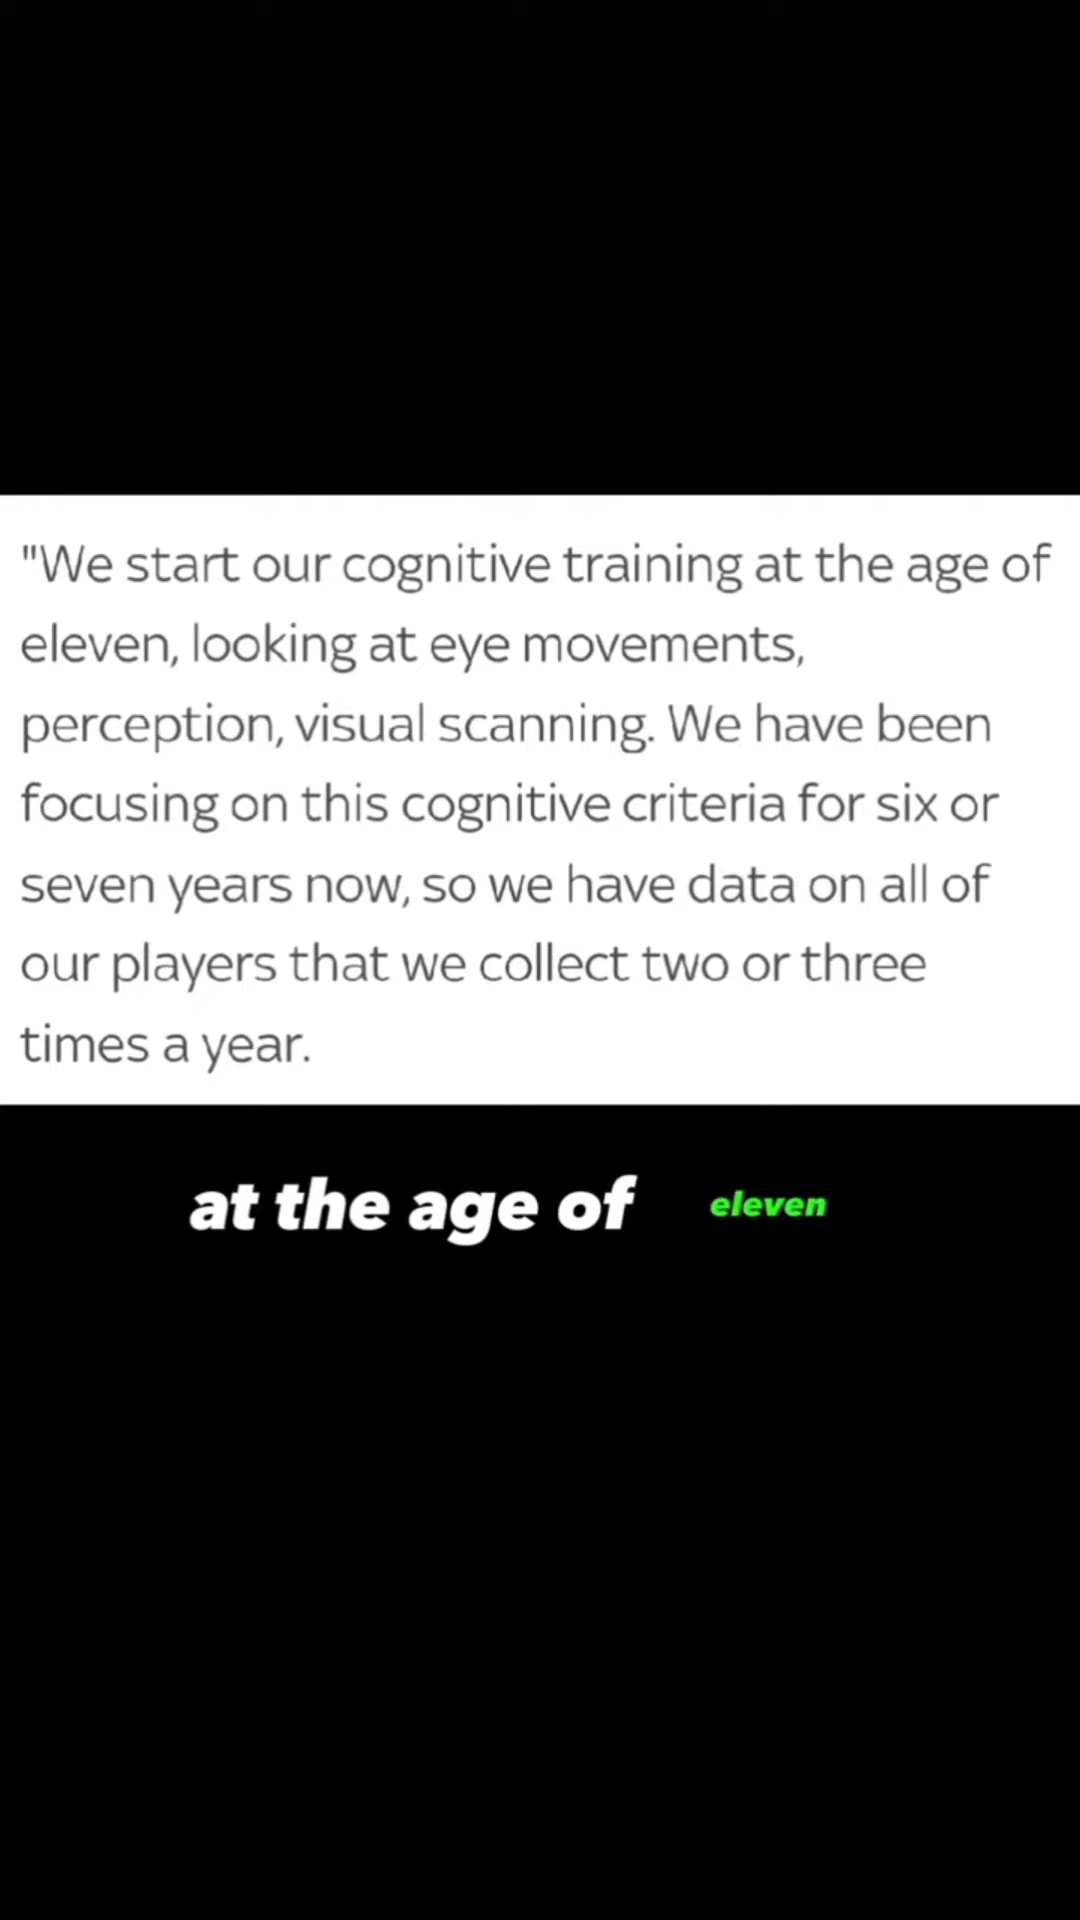 "We start our cognitive training at the age of
eleven, looking at eye movements,
perception, visual scanning. We have been
focusing on this cognitive criteria for six or
seven years now, so we have data on all of
our players that we collect two or three
times a year.
at the age of eleven